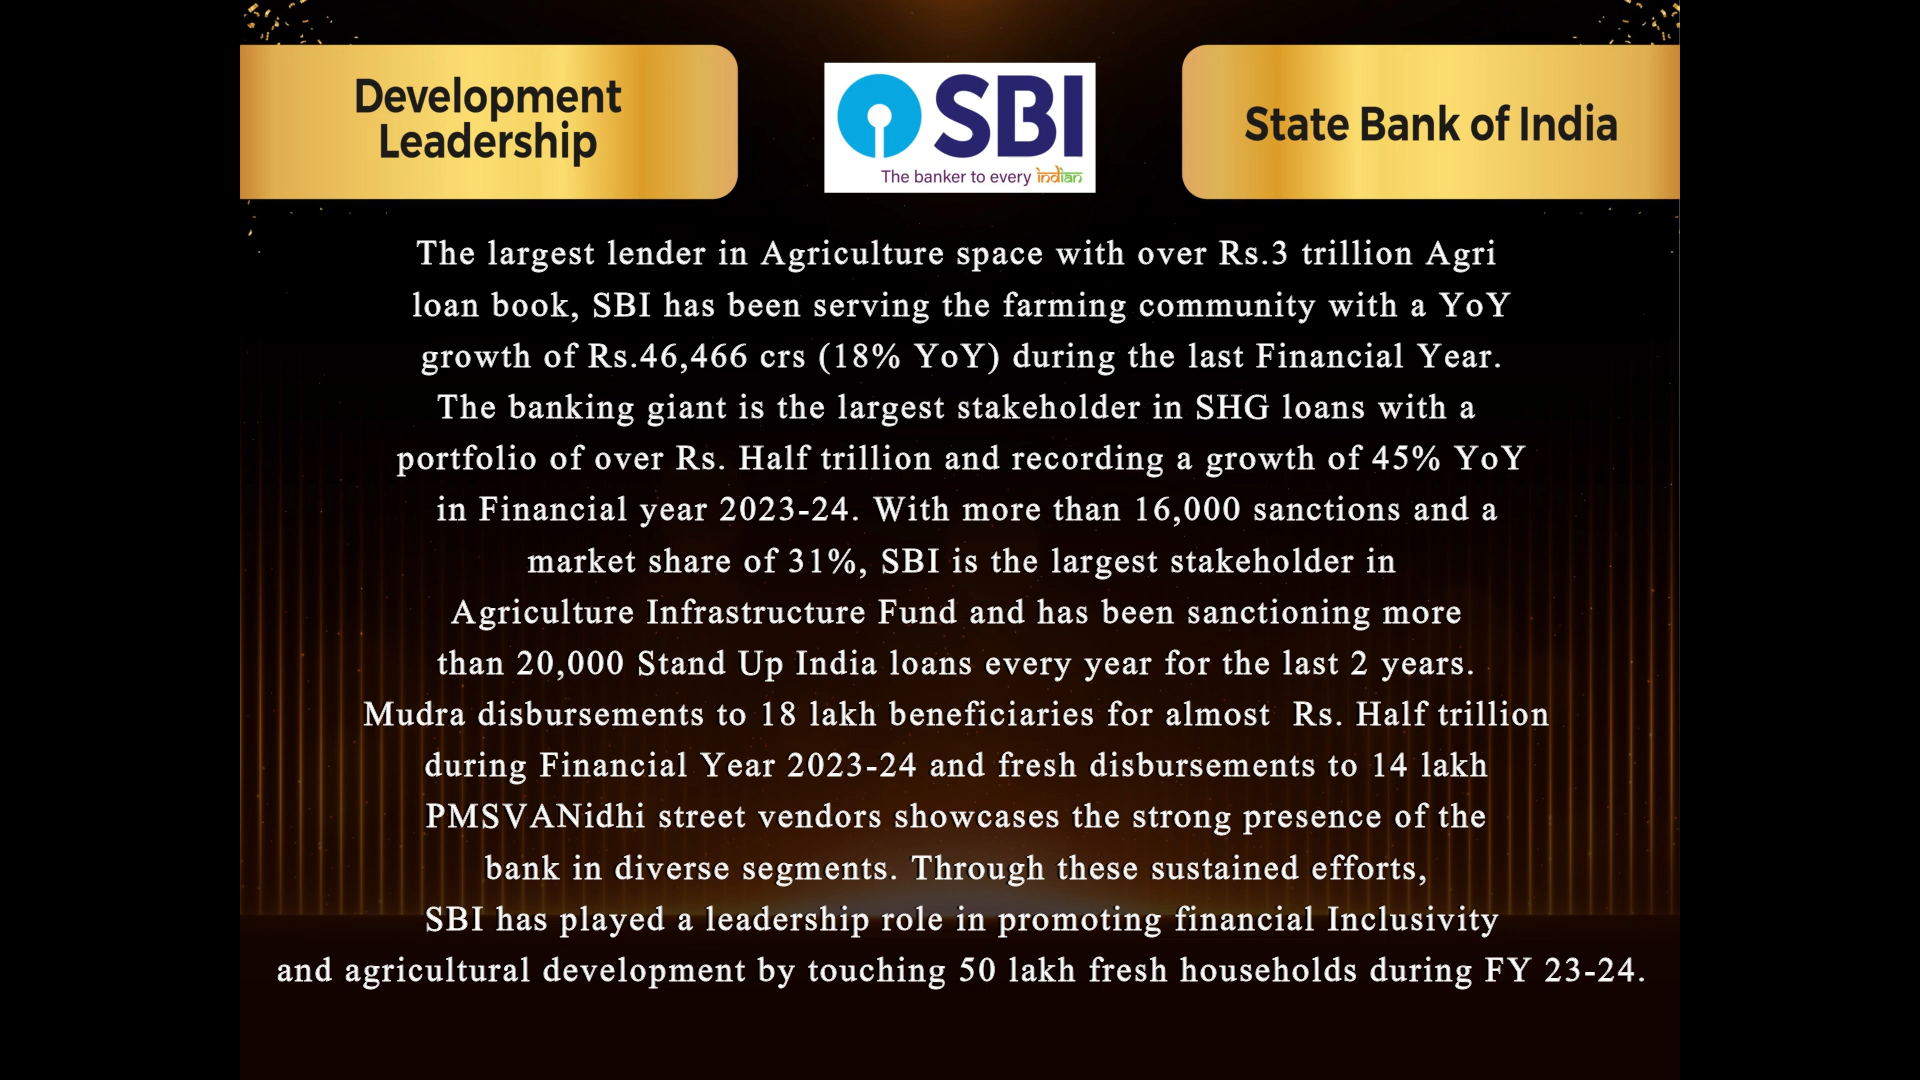 Development
Leadership
SBI
The banker to every indian
State Bank of India
The largest lender in Agriculture space with over Rs.3 trillion Agri
loan book, SBI has been serving the farming community with a YoY
growth of Rs.46,466 crs (18% YoY) during the last Financial Year.
The banking giant is the largest stakeholder in SHG loans with a
portfolio of over Rs. Half trillion and recording a growth of 45% YoY
in Financial year 2023-24. With more than 16,000 sanctions and a
market share of 31%, SBI is the largest stakeholder in
Agriculture Infrastructure Fund and has been sanctioning more
than 20,000 Stand Up India loans every year for the last 2 years.
Mudra disbursements to 18 lakh beneficiaries for almost  Rs. Half trillion
during Financial Year 2023-24 and fresh disbursements to 14 lakh
PMSVANidhi street vendors showcases the strong presence of the
bank in diverse segments. Through these sustained efforts,
SBI has played a leadership role in promoting financial Inclusivity
and agricultural development by touching 50 lakh fresh households during FY 23-24.